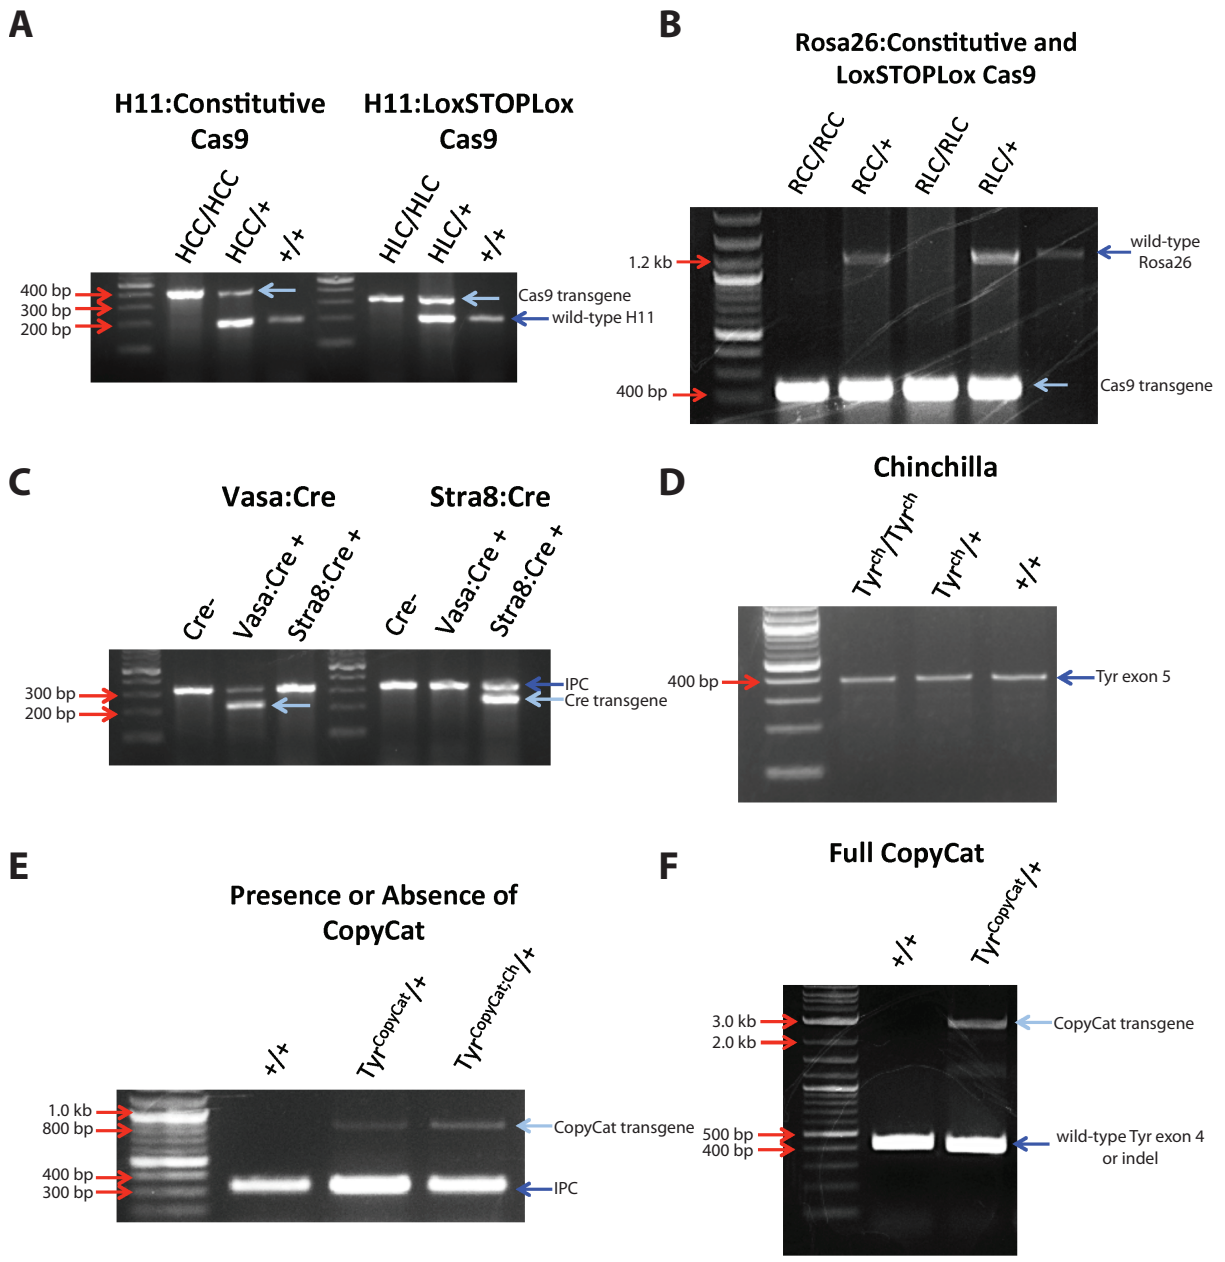 A
H11:Constitutive
Cas9
H11:LoxSTOPLox
Cas9
HCC/HCC
HCC/+
+/+
HLC/HLC
HLC/+
+/+
400 bp
300 bp
200 bp
Cas9 transgene
wild-type H11
B
Rosa26:Constitutive and
LoxSTOPLox Cas9
RCC/RCC
RCC/+
RLC/RLC
RLC/+
1.2 kb
400 bp
wild-type
Rosa26
Cas9 transgene
C
Vasa:Cre
Stra8:Cre
Cre-
Vasa:Cre +
Stra8:Cre +
Cre-
Vasa:Cre +
Stra8:Cre +
300 bp
200 bp
IPC
Cre transgene
D
Chinchilla
Tyrch/Tyrch
Tyrch/+
+/+
400 bp
Tyr exon 5
E
Presence or Absence of
CopyCat
+/+
TyrCopyCat/+
TyrCopyCat;Ch/+
1.0 kb
800 bp
400 bp
300 bp
CopyCat transgene
IPC
F
Full CopyCat
+/+
TyrCopyCat/+
3.0 kb
2.0 kb
500 bp
400 bp
CopyCat transgene
wild-type Tyr exon 4
or indel